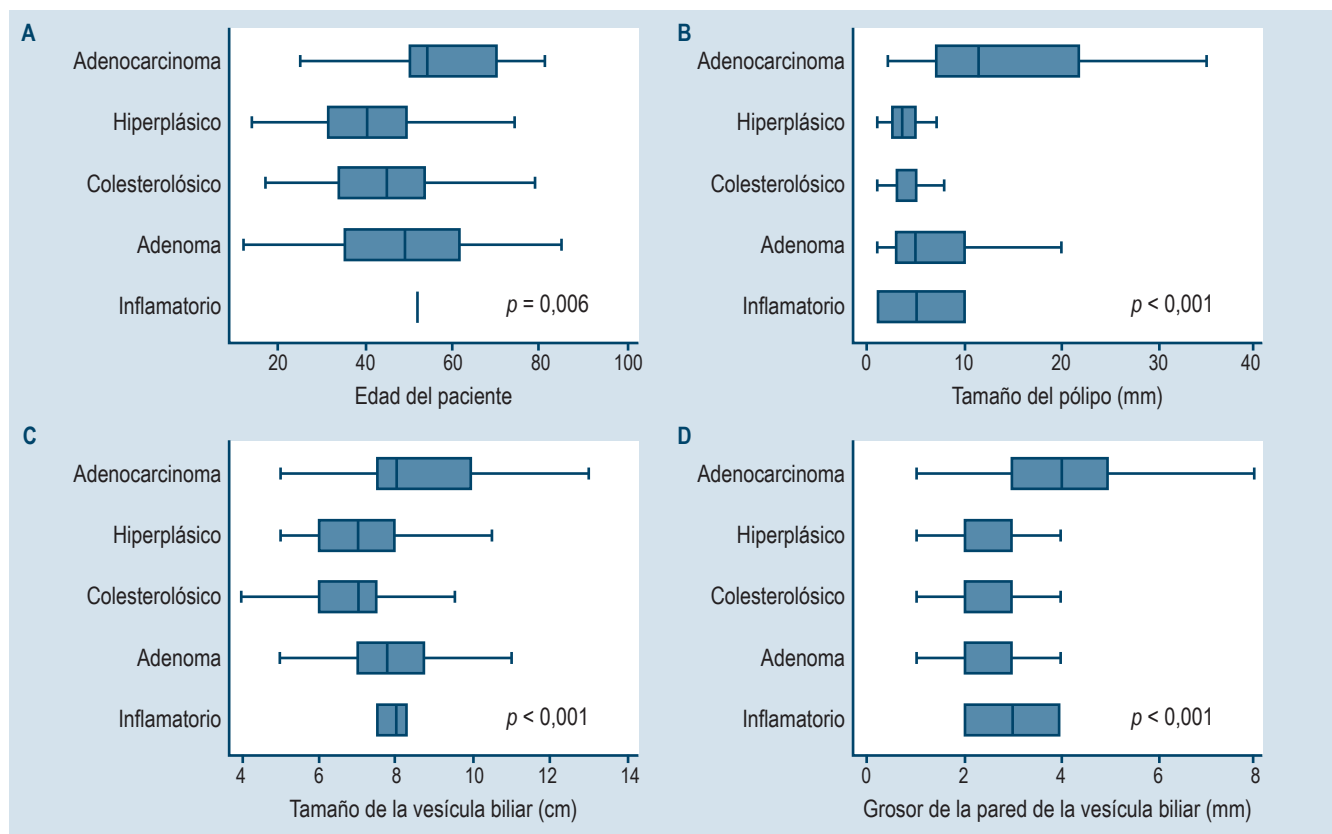 A
Adenocarcinoma
Hiperplásico
Colesterolósico
Adenoma
Inflamatorio
p = 0,006
20 40 60 80 100
Edad del paciente
B
Adenocarcinoma
Hiperplásico
Colesterolósico
Adenoma
Inflamatorio
p < 0,001
0 10 20 30 40
Tamaño del pólipo (mm)
C
Adenocarcinoma
Hiperplásico
Colesterolósico
Adenoma
Inflamatorio
p < 0,001
4 6 8 10 12 14
Tamaño de la vesícula biliar (cm)
D
Adenocarcinoma
Hiperplásico
Colesterolósico
Adenoma
Inflamatorio
p < 0,001
0 2 4 6 8
Grosor de la pared de la vesícula biliar (mm)